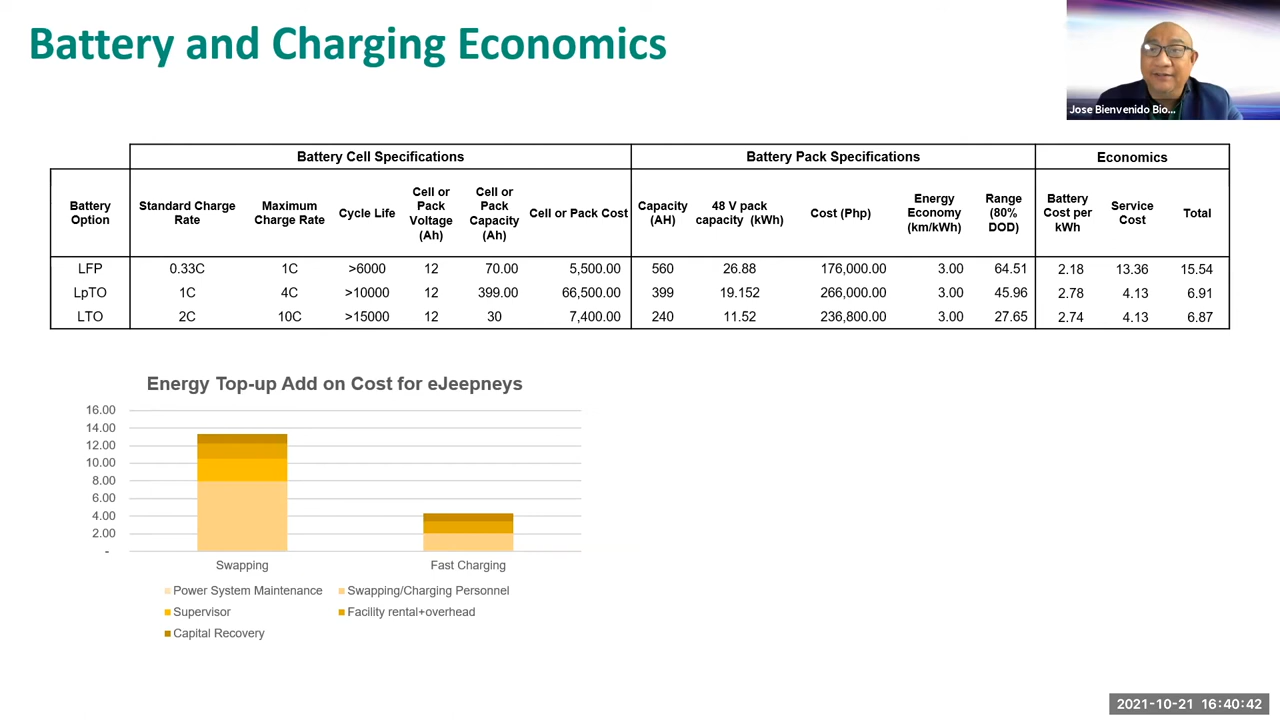 Battery and Charging Economics
Jose Bienvenido Bio...
Battery Cell Specifications Battery Pack Specifications Economics
Battery Option Standard Charge Rate Maximum Charge Rate Cycle Life Cell or Pack Voltage (Ah) Cell or Pack Capacity (Ah) Cell or Pack Cost Capacity (AH) 48 V pack capacity (kWh) Cost (Php) Energy Economy (km/kWh) Range (80% DOD) Battery Cost per kWh Service Cost Total
LFP 0.33C 1C >6000 12 70.00 5,500.00 560 26.88 176,000.00 3.00 64.51 2.18 13.36 15.54
LpTO 1C 4C >10000 12 399.00 66,500.00 399 19.152 266,000.00 3.00 45.96 2.78 4.13 6.91
LTO 2C 10C >15000 12 30 7,400.00 240 11.52 236,800.00 3.00 27.65 2.74 4.13 6.87
Energy Top-up Add on Cost for eJeepneys
16.00
14.00
12.00
10.00
8.00
6.00
4.00
2.00
-
Swapping Fast Charging
Power System Maintenance Swapping/Charging Personnel
Supervisor Facility rental+overhead
Capital Recovery
2021-10-21 16:40:42